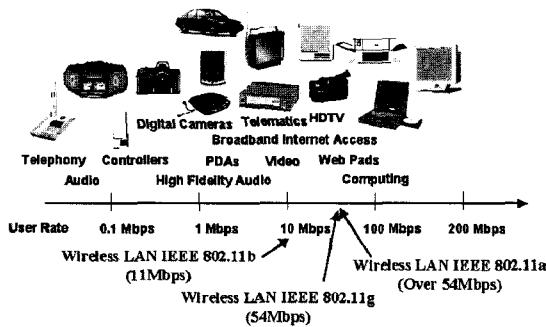 Digital Cameras Telematics HDTV
Broadband Internet Access
Telephony Controllers PDAs Video Web Pads
Audio High Fidelity Audio Computing
User Rate 0.1 Mbps 1 Mbps 10 Mbps 100 Mbps 200 Mbps
Wireless LAN IEEE 802.11b
(11Mbps)
Wireless LAN IEEE 802.11a
(Over 54Mbps)
Wireless LAN IEEE 802.11g
(54Mbps)